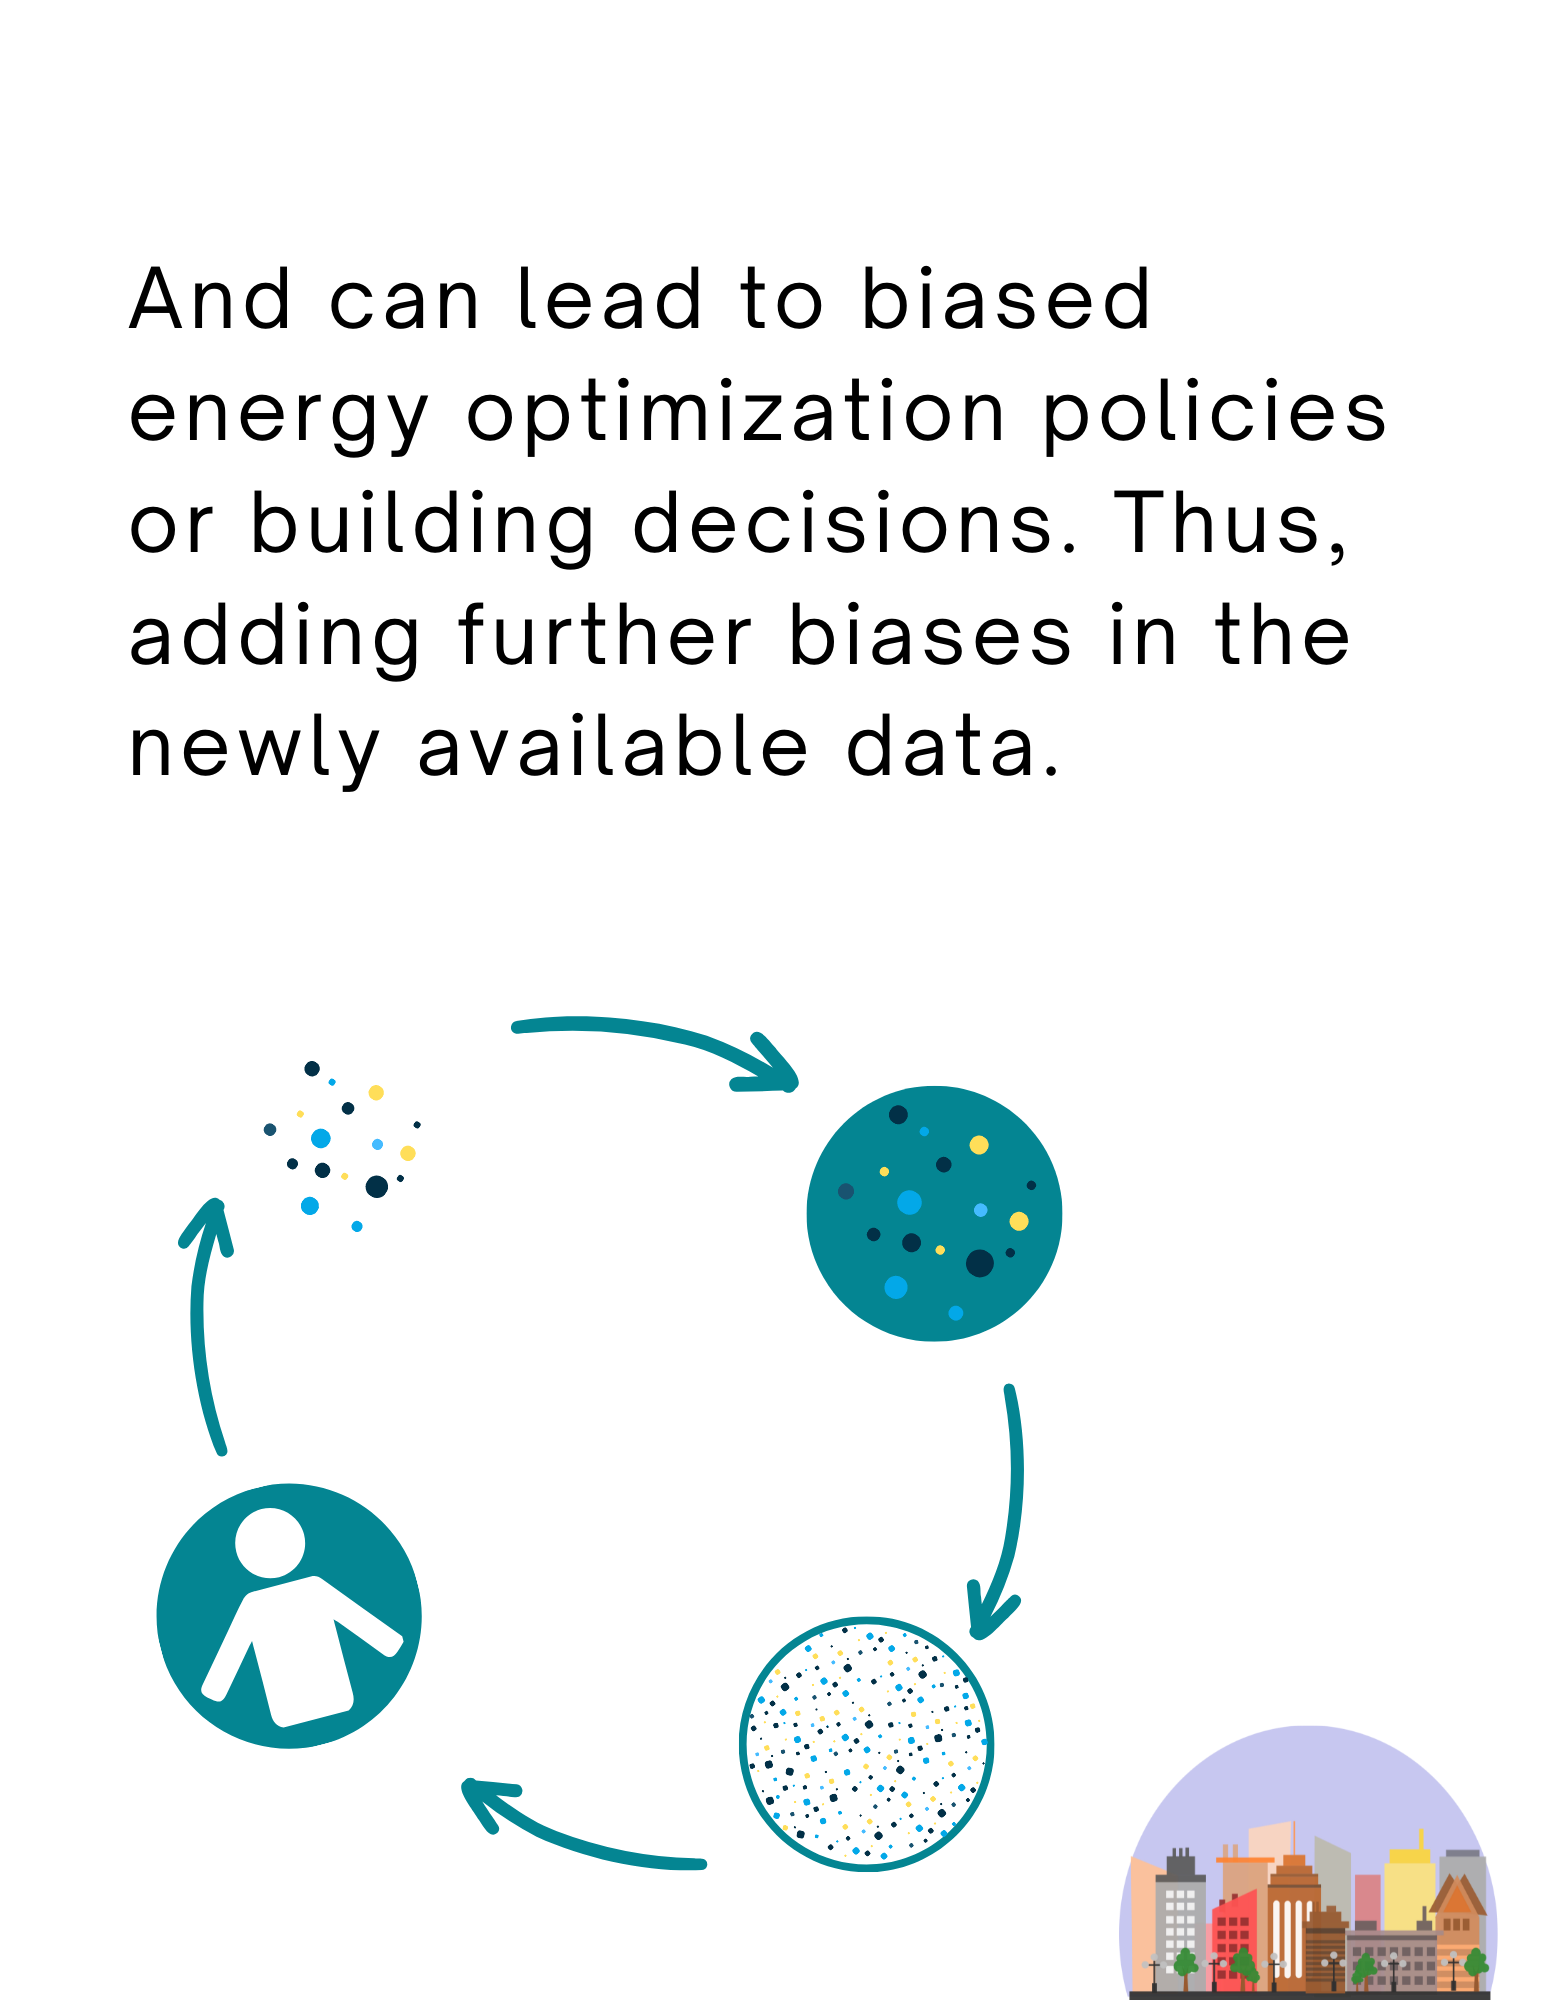 And can lead to biased
energy optimization policies
or building decisions. Thus,
adding further biases in the
newly available data.